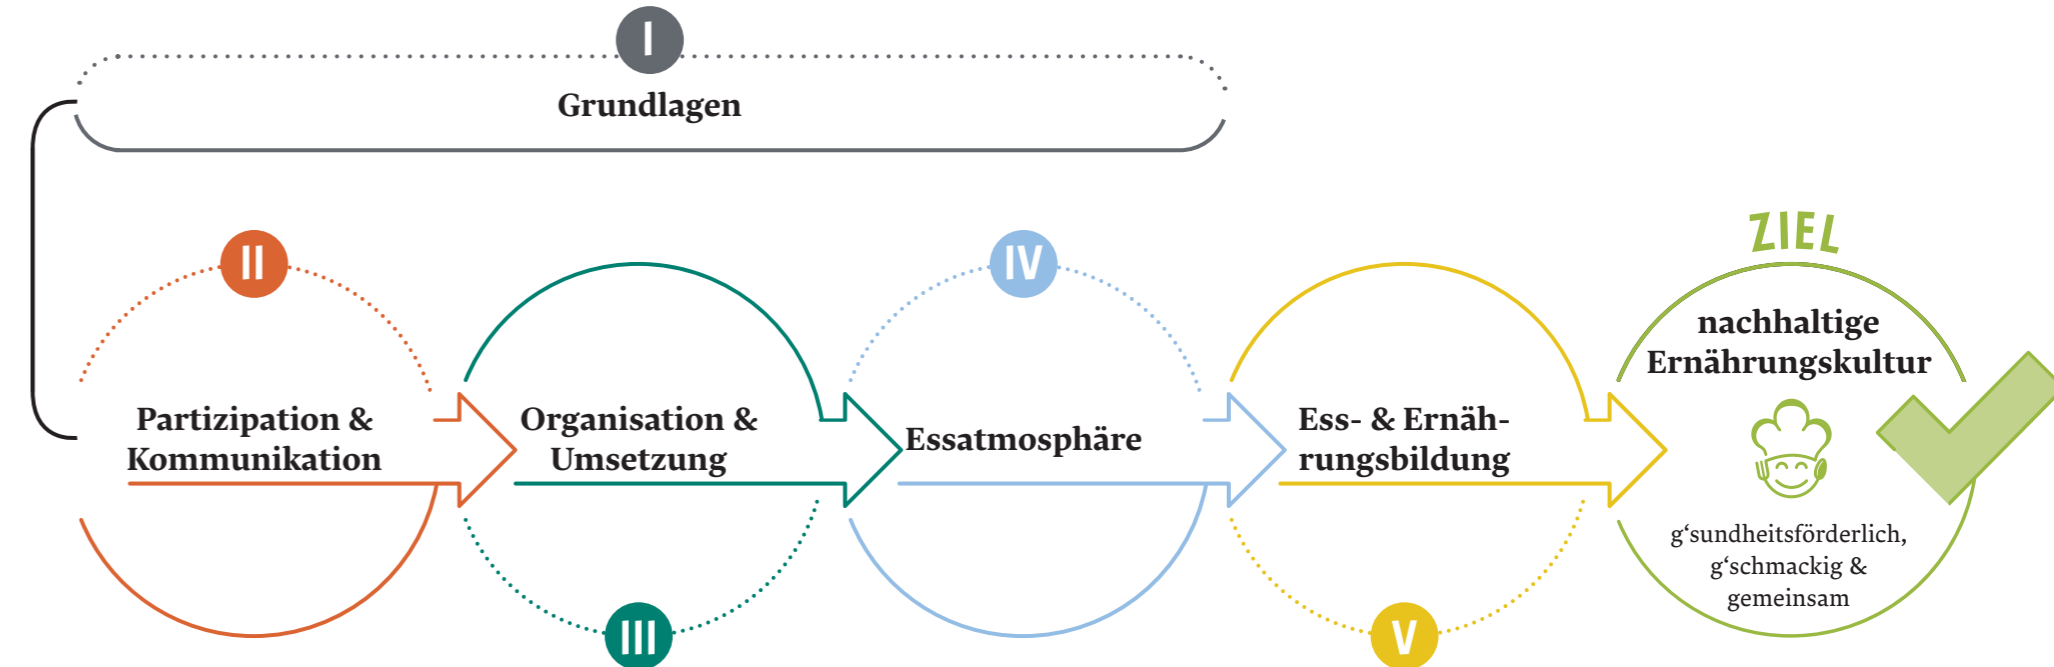 I
Grundlagen
II
Partizipation &
Kommunikation
Organisation &
Umsetzung
III
IV
Essatmosphäre
Ess- & Ernäh-
rungsbildung
V
ZIEL
nachhaltige
Ernährungskultur
g‘sundheitsförderlich,
g‘schmackig &
gemeinsam